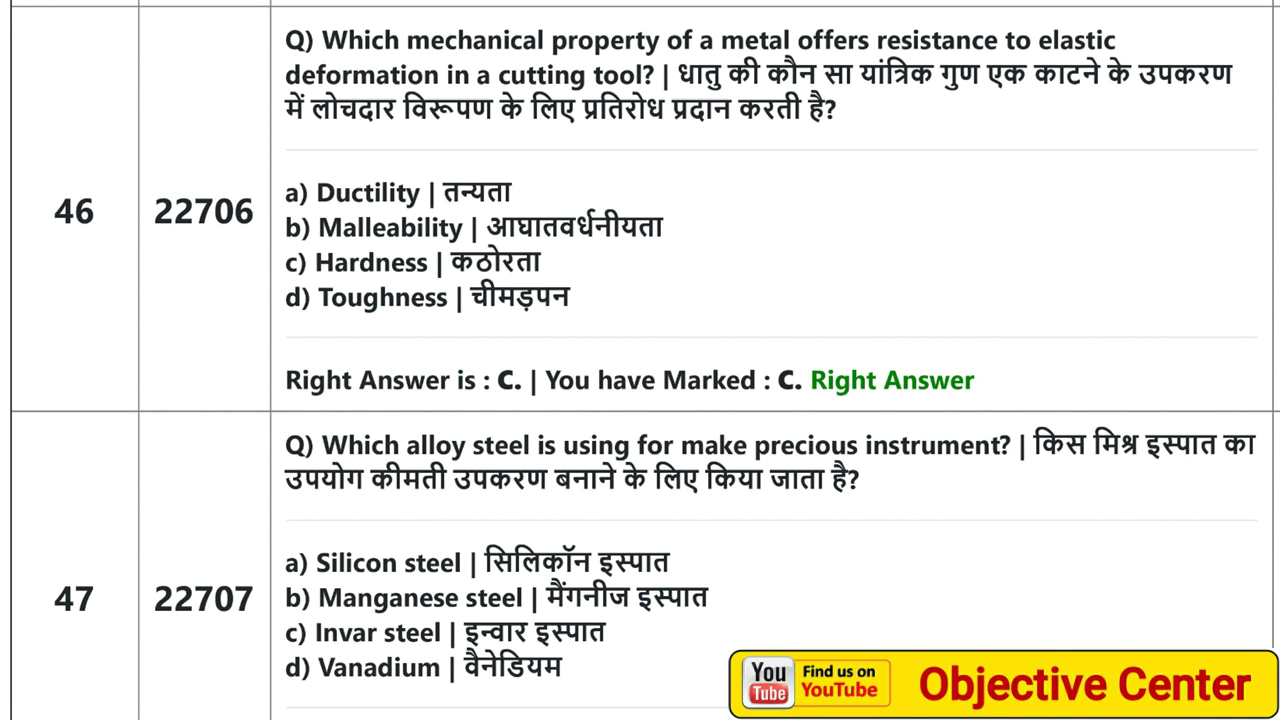 46
22706
Q) Which mechanical property of a metal offers resistance to elastic
deformation in a cutting tool? | धातु की कौन सा यांत्रिक गुण एक काटने के उपकरण
में लोचदार विरूपण के लिए प्रतिरोध प्रदान करती है?
a) Ductility | तन्यता
b) Malleability | आघातवर्धनीयता
c) Hardness | कठोरता
d) Toughness | चीमड़पन
Right Answer is : C. | You have Marked : C. Right Answer
47
22707
Q) Which alloy steel is using for make precious instrument? | किस मिश्र इस्पात का
उपयोग कीमती उपकरण बनाने के लिए किया जाता है?
a) Silicon steel | सिलिकॉन इस्पात
b) Manganese steel | मैंगनीज इस्पात
c) Invar steel | इन्वार इस्पात
d) Vanadium | वैनेडियम
You
Tube
Find us on
YouTube
Objective Center